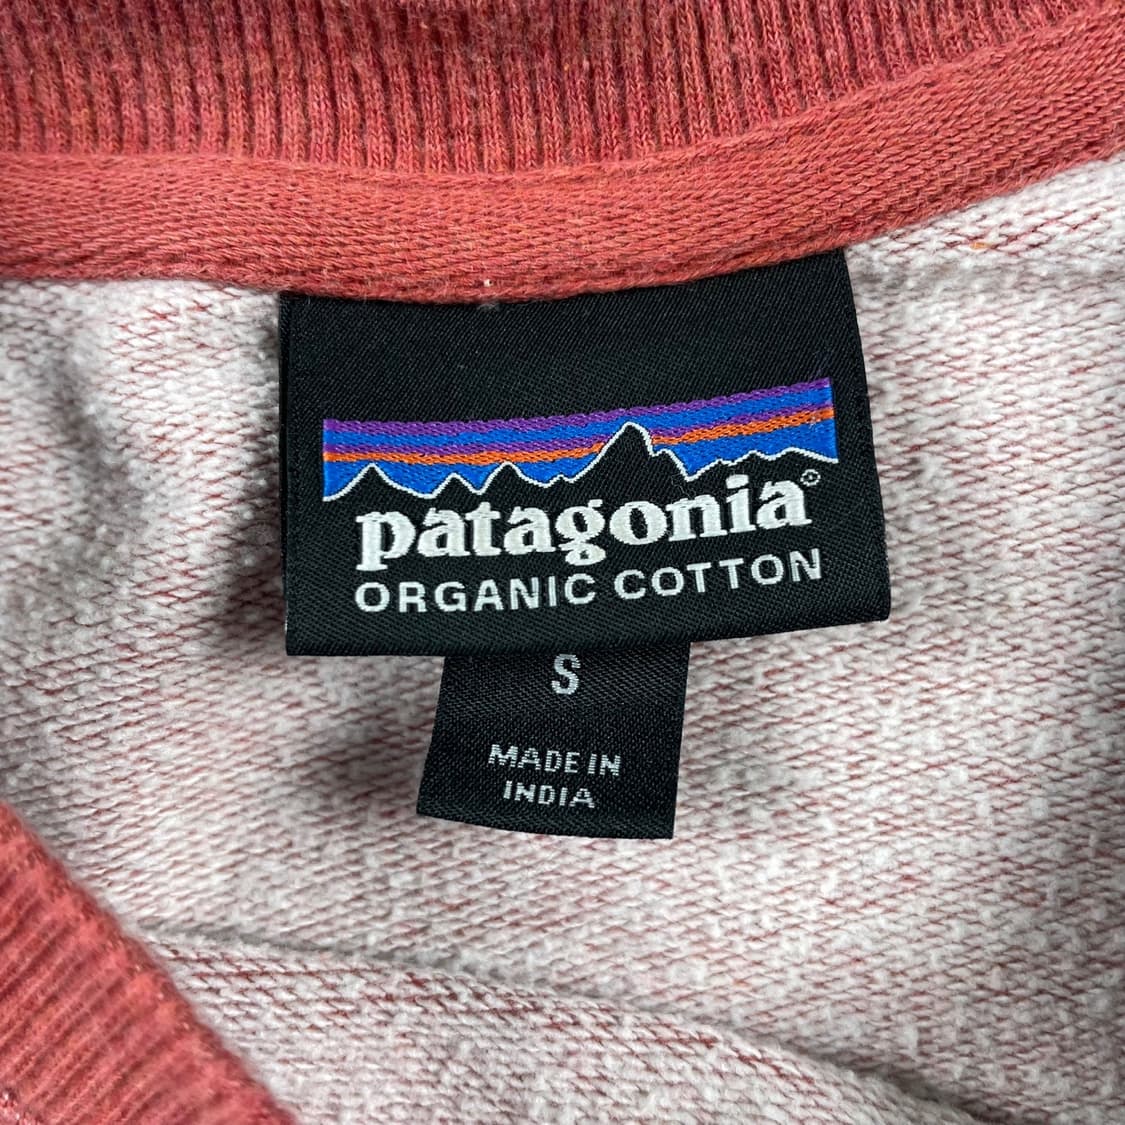 patagonia®
ORGANIC COTTON
S
MADE IN
INDIA